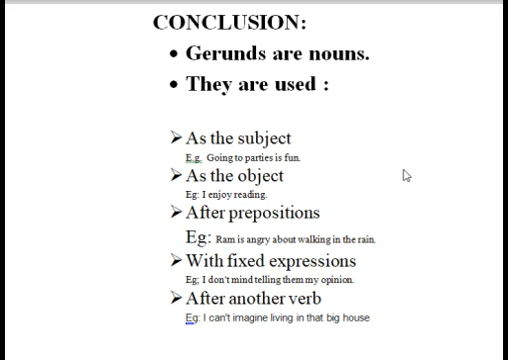 CONCLUSION:
• Gerunds are nouns.
• They are used :
➢ As the subject
E.g. Going to parties is fun.
➢ As the object
Eg: I enjoy reading.
➢ After prepositions
Eg: Ram is angry about walking in the rain.
➢ With fixed expressions
Eg; I don't mind telling them my opinion.
➢ After another verb
Eg: I can't imagine living in that big house